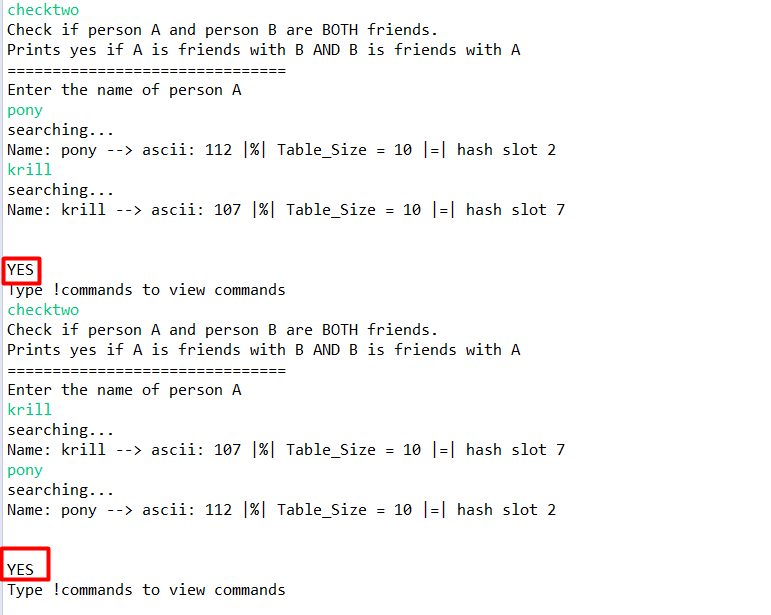 checktwo
Check if person A and person B are BOTH friends.
Prints yes if A is friends with B AND B is friends with A
===============================
Enter the name of person A
pony
searching...
Name: pony --> ascii: 112 |%| Table_Size = 10 |=| hash slot 2
krill
searching...
Name: krill --> ascii: 107 |%| Table_Size = 10 |=| hash slot 7
YES
Type !commands to view commands
checktwo
Check if person A and person B are BOTH friends.
Prints yes if A is friends with B AND B is friends with A
===============================
Enter the name of person A
krill
searching...
Name: krill --> ascii: 107 |%| Table_Size = 10 |=| hash slot 7
pony
searching...
Name: pony --> ascii: 112 |%| Table_Size = 10 |=| hash slot 2
YES
Type !commands to view commands